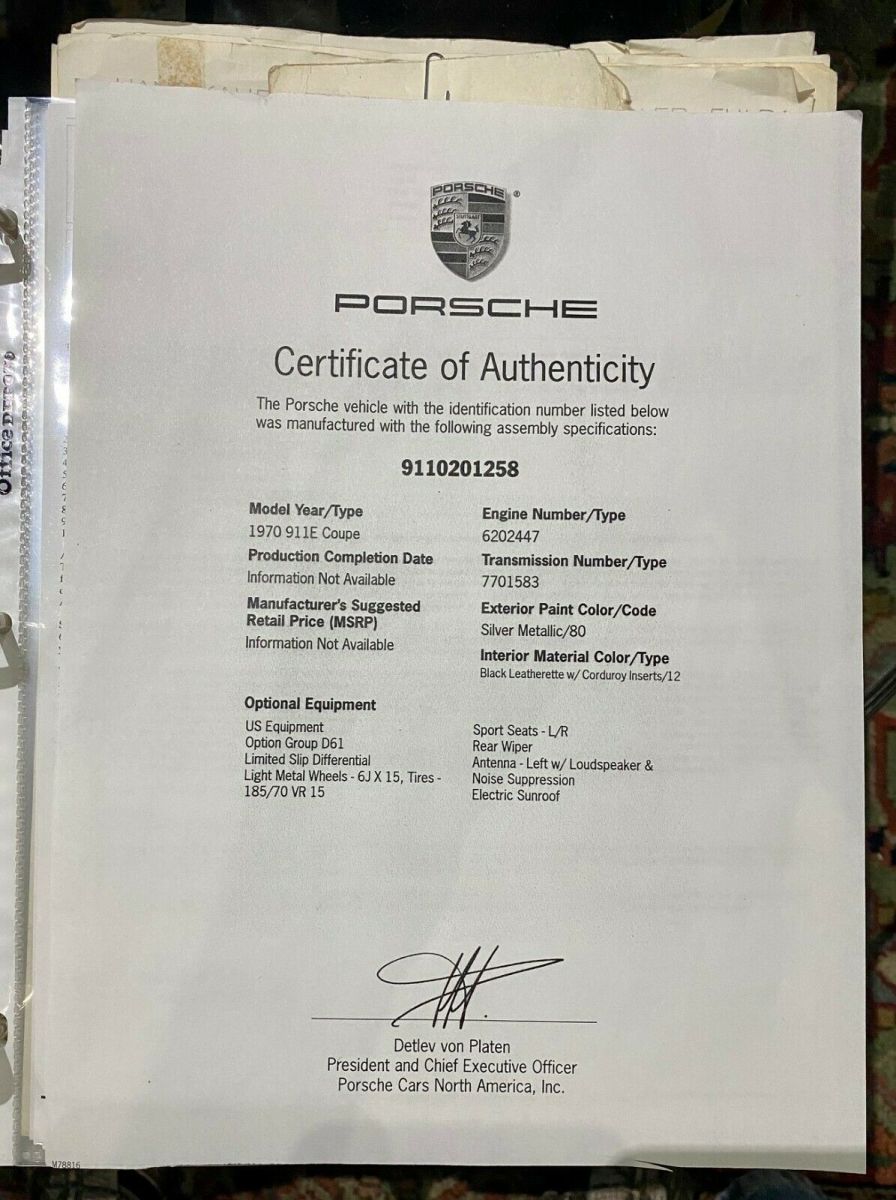 PORSCHE
STUTTGART
®
PORSCHE
Certificate of Authenticity
The Porsche vehicle with the identification number listed below
was manufactured with the following assembly specifications:
9110201258
Model Year/Type
1970 911E Coupe
Production Completion Date
Information Not Available
Manufacturer's Suggested
Retail Price (MSRP)
Information Not Available
Engine Number/Type
6202447
Transmission Number/Type
7701583
Exterior Paint Color/Code
Silver Metallic/80
Interior Material Color/Type
Black Leatherette w/ Corduroy Inserts/12
Optional Equipment
US Equipment
Option Group D61
Limited Slip Differential
Light Metal Wheels - 6J X 15, Tires -
185/70 VR 15
Sport Seats - L/R
Rear Wiper
Antenna - Left w/ Loudspeaker &
Noise Suppression
Electric Sunroof
Detlev von Platen
President and Chief Executive Officer
Porsche Cars North America, Inc.
Office DEPOT®
M78816